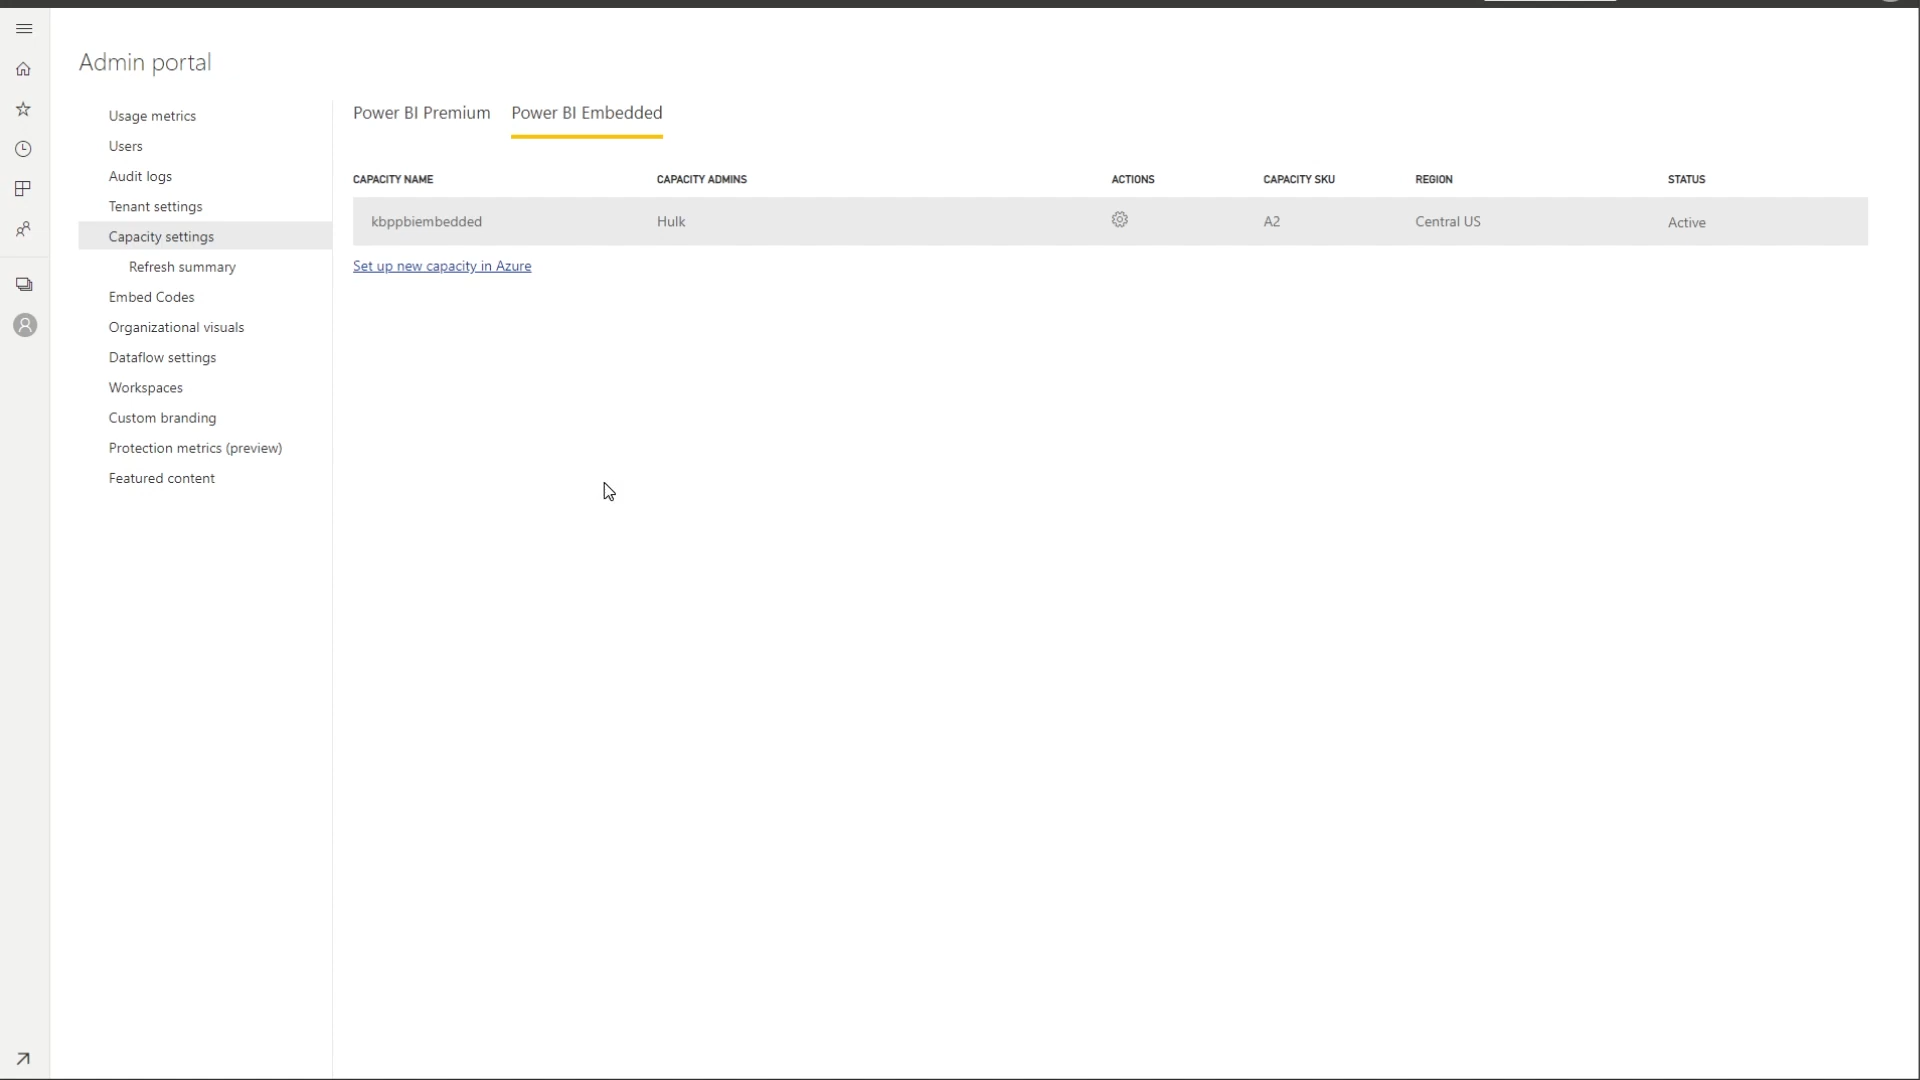 Admin portal
Usage metrics
Users
Audit logs
Tenant settings
Capacity settings
Refresh summary
Embed Codes
Organizational visuals
Dataflow settings
Workspaces
Custom branding
Protection metrics (preview)
Featured content
Power BI Premium Power BI Embedded
CAPACITY NAME CAPACITY ADMINS ACTIONS CAPACITY SKU REGION STATUS
kbppbiembedded Hulk A2 Central US Active
Set up new capacity in Azure